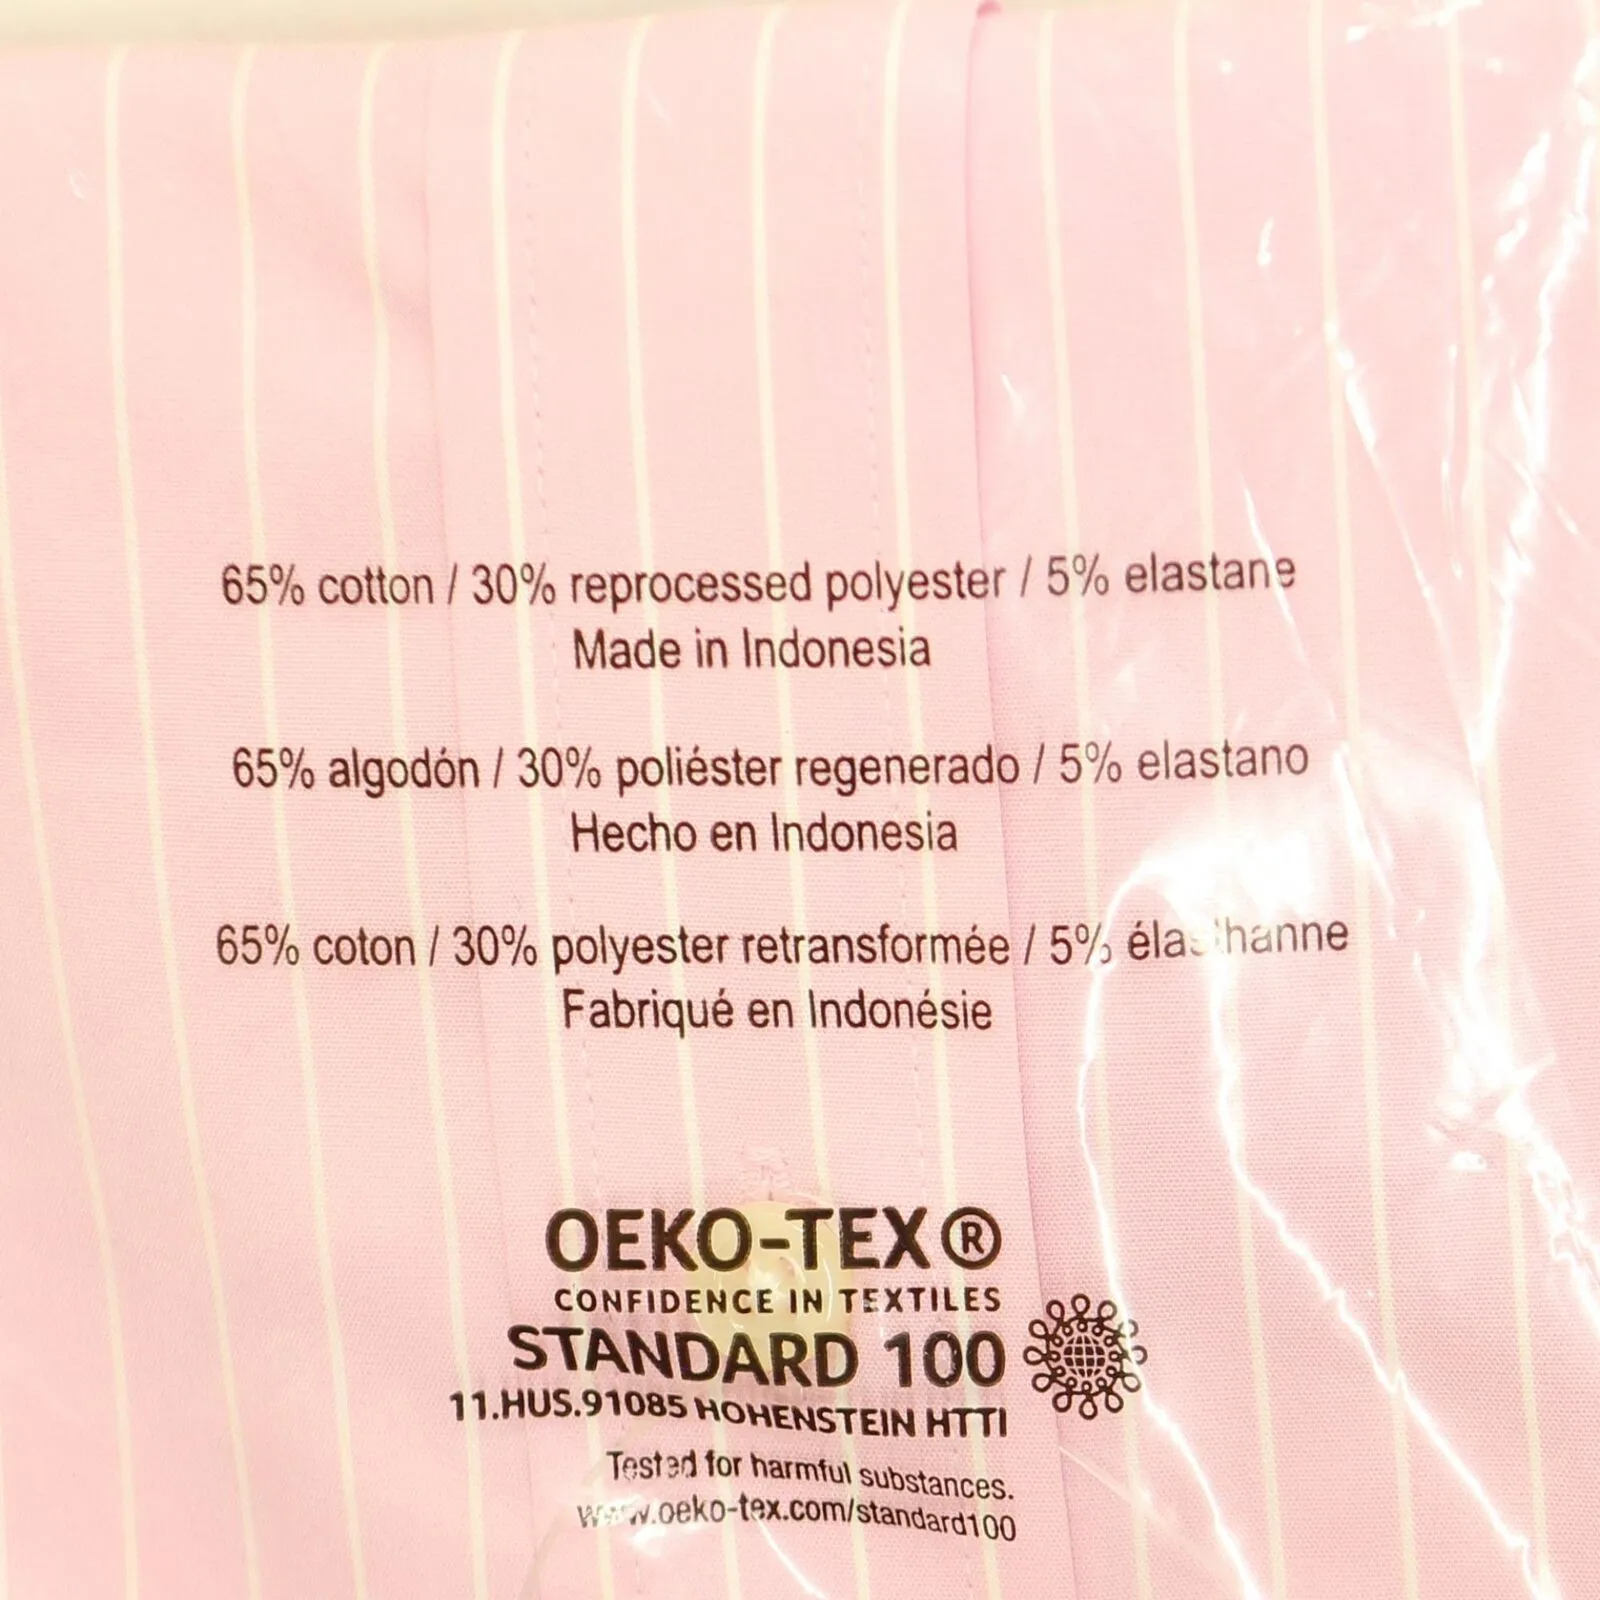 65% cotton / 30% reprocessed polyester / 5% elastane
Made in Indonesia
65% algodón / 30% poliéster regenerado / 5% elastano
Hecho en Indonesia
65% coton / 30% polyester retransformée / 5% élasthanne
Fabriqué en Indonésie
OEKO-TEX®
CONFIDENCE IN TEXTILES
STANDARD 100
11.HUS.91085 HOHENSTEIN HTTI
Tested for harmful substances.
www.oeko-tex.com/standard100